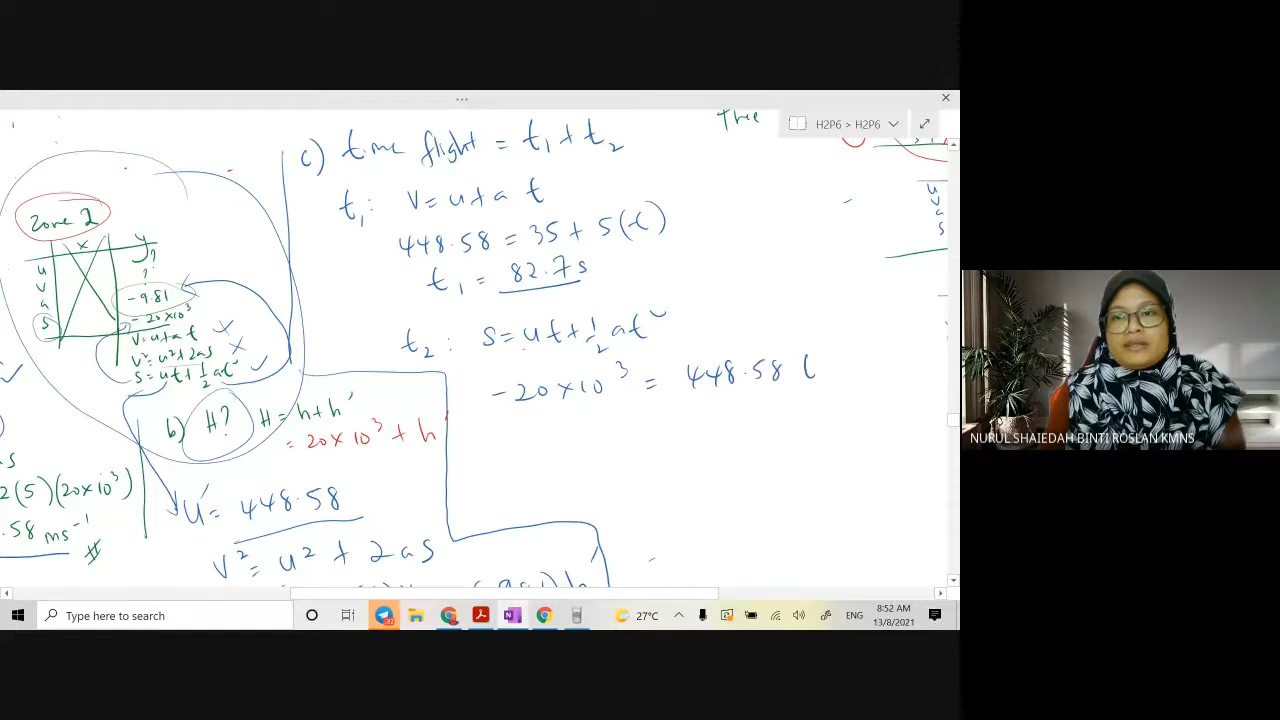 Free
H2P6 > H2P6
c) time flight = t₁ + t₂
t₁: v = u + a t
448.58 = 35 + 5(t)
t₁ = 82.7s
t₂: s = ut + ½ at²
-20×10³ = 448.58 (
Zone 2
x y
u ?
v ?
a -9.81
s -20×10³
v = u + a t ×
v² = u² + 2as ×
s = ut + ½ at² ✓
b) H? H = h + h'
= 20×10³ + h'
u' = 448.58
v² = u² + 2as
2(5)(20×10³)
.58 ms⁻¹
#
u
v
a
s
NURUL SHAIEDAH BINTI ROSLAN KMNS
Type here to search
27°C
ENG
8:52 AM
13/8/2021